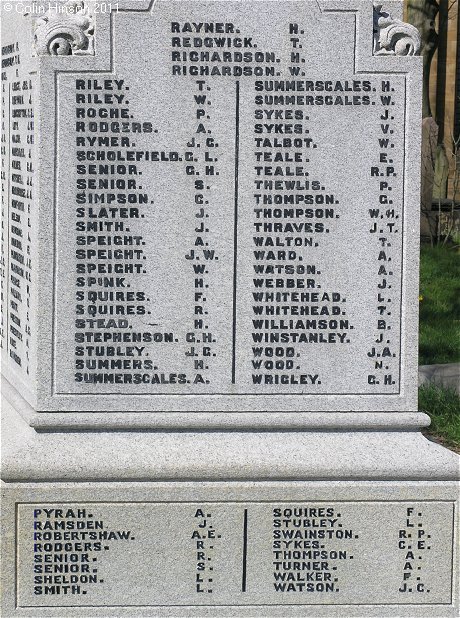 Colin Hinson 2011
RAYNER. H.
REDGWICK. T.
RICHARDSON. H.
RICHARDSON. W.
RILEY. T.
RILEY. W.
ROCHE. P.
RODGERS. A.
RYMER. J. C.
SCHOLEFIELD. C. L.
SENIOR. C. H.
SENIOR. S.
SIMPSON. C.
SLATER. J.
SMITH. J.
SPEIGHT. A.
SPEIGHT. J. W.
SPEIGHT. W.
SPINK. H.
SQUIRES. F.
SQUIRES. R.
STEAD. H.
STEPHENSON. C. H.
STUBLEY. J. C.
SUMMERS. H.
SUMMERSCALES. A.
SUMMERSCALES. H.
SUMMERSCALES. W.
SYKES. J.
SYKES. V.
TALBOT. W.
TEALE. E.
TEALE. R. P.
THEWLIS. P.
THOMPSON. G.
THOMPSON. W. H.
THRAVES. J. T.
WALTON. T.
WARD. A.
WATSON. A.
WEBBER. J.
WHITEHEAD. L.
WHITEHEAD. T.
WILLIAMSON. B.
WINSTANLEY. J.
WOOD. J. A.
WOOD. N.
WRIGLEY. C. H.
PYRAH. A.
RAMSDEN. J.
ROBERTSHAW. A. E.
RODGERS. R.
SENIOR. R.
SENIOR. S.
SHELDON. L.
SMITH. L.
SQUIRES. F.
STUBLEY. L.
SWAINSTON. R. P.
SYKES. C. E.
THOMPSON. A.
TURNER. A.
WALKER. F.
WATSON. J. C.